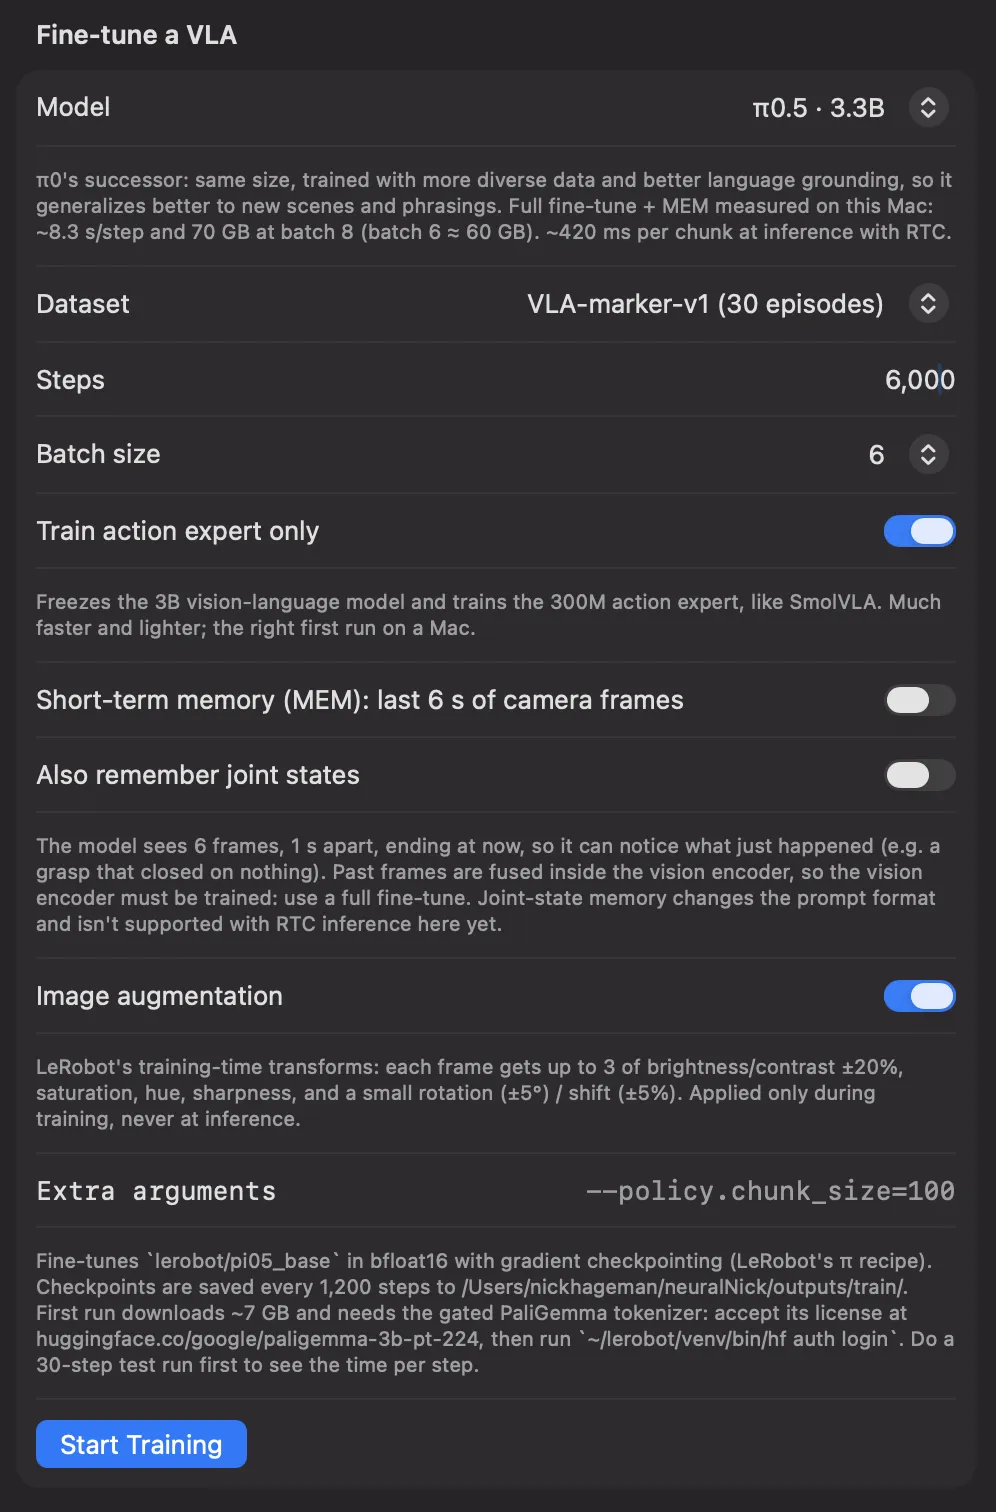 Fine-tune a VLA
Model π0.5 · 3.3B
π0's successor: same size, trained with more diverse data and better language grounding, so it
generalizes better to new scenes and phrasings. Full fine-tune + MEM measured on this Mac:
~8.3 s/step and 70 GB at batch 8 (batch 6 ≈ 60 GB). ~420 ms per chunk at inference with RTC.
Dataset VLA-marker-v1 (30 episodes)
Steps 6,000
Batch size 6
Train action expert only
Freezes the 3B vision-language model and trains the 300M action expert, like SmolVLA. Much
faster and lighter; the right first run on a Mac.
Short-term memory (MEM): last 6 s of camera frames
Also remember joint states
The model sees 6 frames, 1 s apart, ending at now, so it can notice what just happened (e.g. a
grasp that closed on nothing). Past frames are fused inside the vision encoder, so the vision
encoder must be trained: use a full fine-tune. Joint-state memory changes the prompt format
and isn't supported with RTC inference here yet.
Image augmentation
LeRobot's training-time transforms: each frame gets up to 3 of brightness/contrast ±20%,
saturation, hue, sharpness, and a small rotation (±5°) / shift (±5%). Applied only during
training, never at inference.
Extra arguments --policy.chunk_size=100
Fine-tunes `lerobot/pi05_base` in bfloat16 with gradient checkpointing (LeRobot's π recipe).
Checkpoints are saved every 1,200 steps to /Users/nickhageman/neuralNick/outputs/train/.
First run downloads ~7 GB and needs the gated PaliGemma tokenizer: accept its license at
huggingface.co/google/paligemma-3b-pt-224, then run `~/lerobot/venv/bin/hf auth login`. Do a
30-step test run first to see the time per step.
Start Training